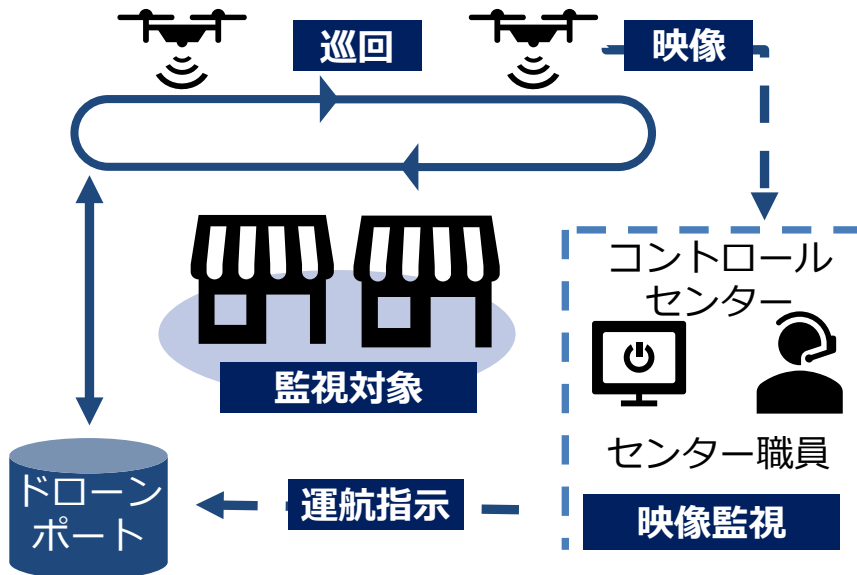 巡回
映像
コントロール
センター
監視対象
センター職員
ドローン
ポート
運航指示
映像監視